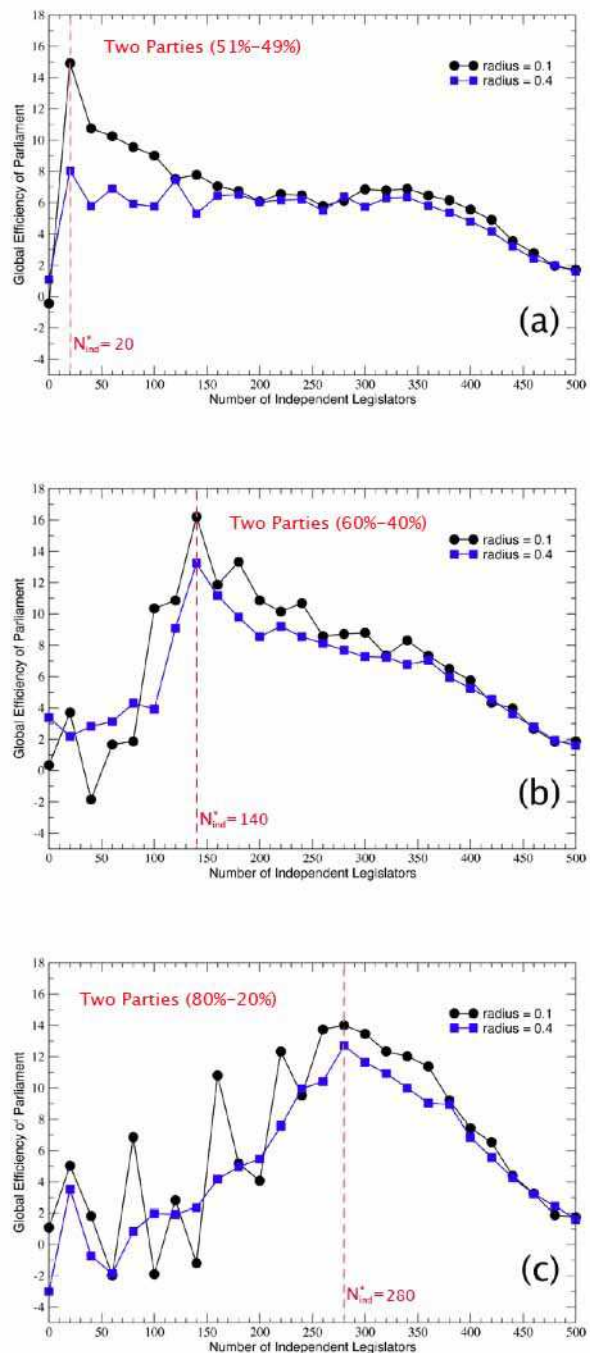 18
16
14
12
10
8
6
4
2
0
-2
-4
Global Efficiency of Parliament
Two Parties (51%-49%)
radius = 0.1
radius = 0.4
(a)
N*ind = 20
0 50 100 150 200 250 300 350 400 450 500
Number of Independent Legislators
18
16
14
12
10
8
6
4
2
0
-2
-4
Global Efficiency of Parliament
Two Parties (60%-40%)
radius = 0.1
radius = 0.4
(b)
N*ind=140
0 50 100 150 200 250 300 350 400 450 500
Number of Independent Legislators
18
16
14
12
10
8
6
4
2
0
-2
-4
Global Efficiency of Parliament
Two Parties (80%-20%)
radius = 0.1
radius = 0.4
(c)
N*ind=280
0 50 100 150 200 250 300 350 400 450 500
Number of Independent Legislators